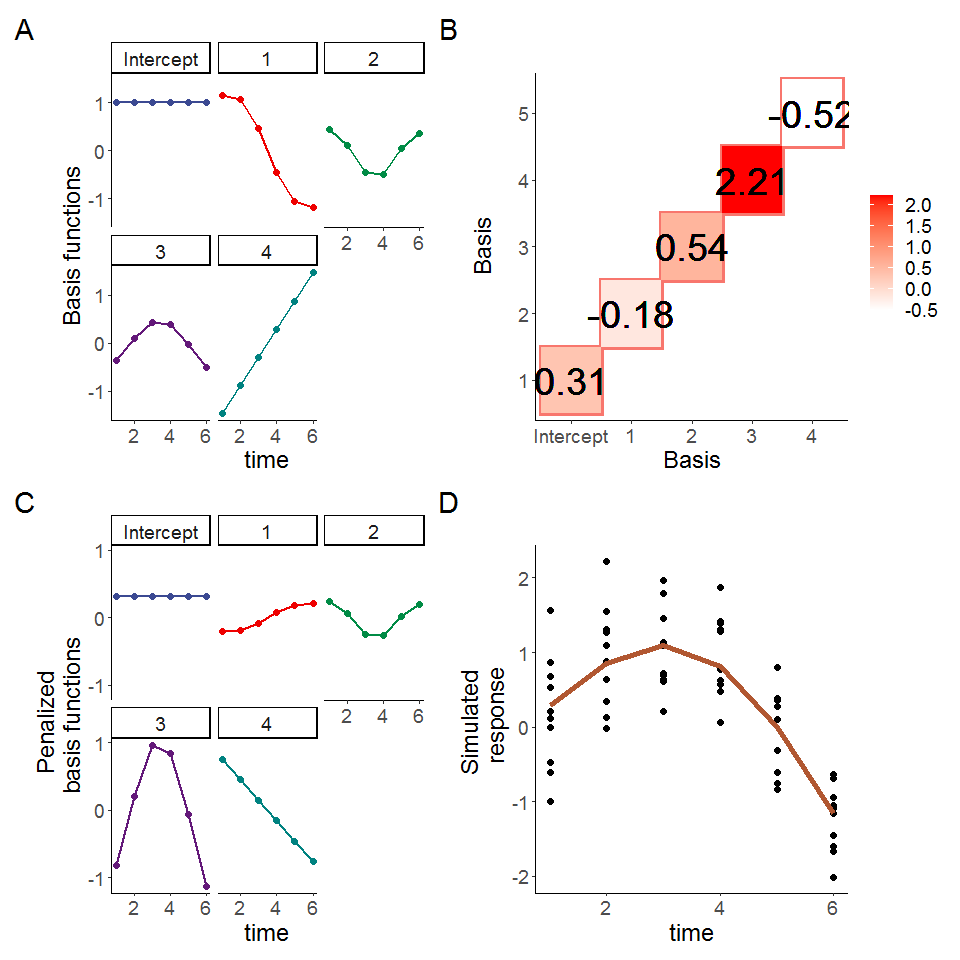 A
Intercept 1 2
1
0
-1
2 4 6
3 4
1
0
-1
2 4 6 2 4 6
time
Basis functions
B
5
4
3
2
1
-0.52
2.21
0.54
-0.18
0.31
Intercept 1 2 3 4
Basis
Basis
2.0
1.5
1.0
0.5
0.0
-0.5
C
Intercept 1 2
1
0
-1
2 4 6
3 4
1
0
-1
2 4 6 2 4 6
time
Penalized
basis functions
D
2
1
0
-1
-2
2 4 6
time
Simulated
response